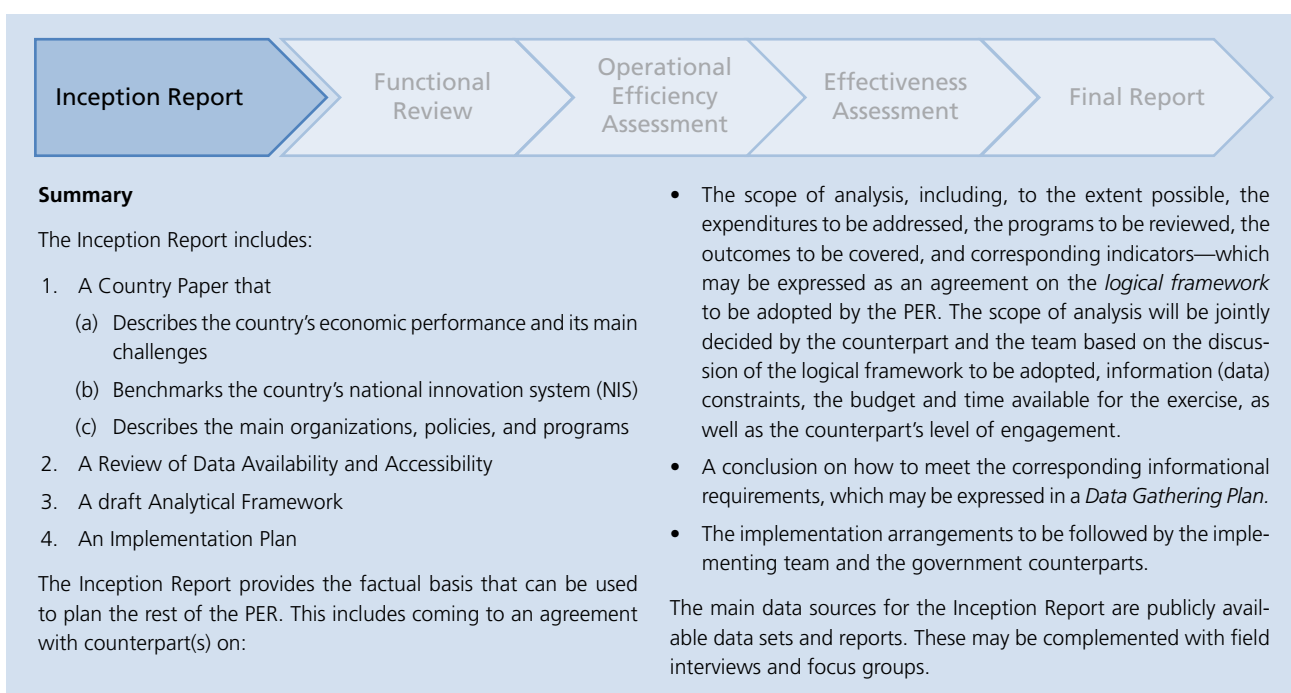 Inception Report
Functional
Review
Operational
Efficiency
Assessment
Effectiveness
Assessment
Final Report
Summary
The Inception Report includes:
1. A Country Paper that
(a) Describes the country's economic performance and its main
challenges
(b) Benchmarks the country's national innovation system (NIS)
(c) Describes the main organizations, policies, and programs
2. A Review of Data Availability and Accessibility
3. A draft Analytical Framework
4. An Implementation Plan
The Inception Report provides the factual basis that can be used
to plan the rest of the PER. This includes coming to an agreement
with counterpart(s) on:
• The scope of analysis, including, to the extent possible, the
expenditures to be addressed, the programs to be reviewed, the
outcomes to be covered, and corresponding indicators—which
may be expressed as an agreement on the logical framework
to be adopted by the PER. The scope of analysis will be jointly
decided by the counterpart and the team based on the discus-
sion of the logical framework to be adopted, information (data)
constraints, the budget and time available for the exercise, as
well as the counterpart's level of engagement.
• A conclusion on how to meet the corresponding informational
requirements, which may be expressed in a Data Gathering Plan.
• The implementation arrangements to be followed by the imple-
menting team and the government counterparts.
The main data sources for the Inception Report are publicly avail-
able data sets and reports. These may be complemented with field
interviews and focus groups.